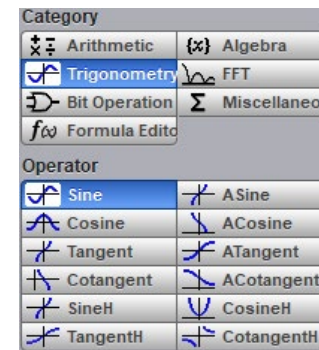 Category
Arithmetic {x} Algebra
Trigonometry FFT
Bit Operation Σ Miscellaneo
f(x) Formula Edito
Operator
Sine ASine
Cosine ACosine
Tangent ATangent
Cotangent ACotangent
SineH CosineH
TangentH CotangentH